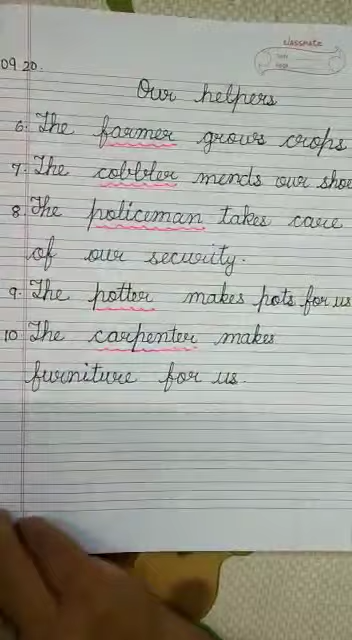 classmate
09.20.
Our helpers
6. The farmer grows crops
7. The cobbler mends our shoe
8. The policeman takes care
of our security.
9. The potter makes pots for us
10. The carpenter makes
furniture for us.